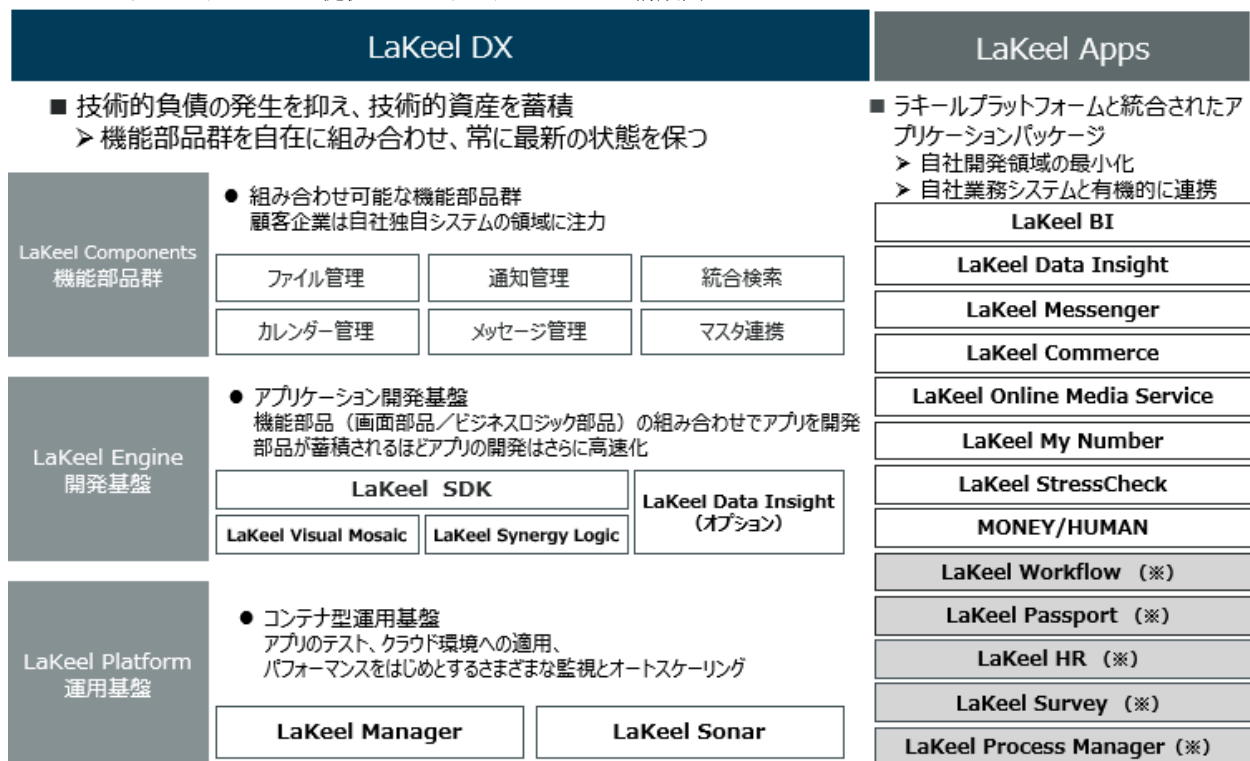 LaKeel DX
■ 技術的負債の発生を抑え、技術的資産を蓄積
➢ 機能部品群を自在に組み合わせ、常に最新の状態を保つ
LaKeel Components
機能部品群
● 組み合わせ可能な機能部品群
顧客企業は自社独自システムの領域に注力
ファイル管理
通知管理
統合検索
カレンダー管理
メッセージ管理
マスタ連携
LaKeel Engine
開発基盤
● アプリケーション開発基盤
機能部品（画面部品／ビジネスロジック部品）の組み合わせでアプリを開発
部品が蓄積されるほどアプリの開発はさらに高速化
LaKeel SDK
LaKeel Visual Mosaic
LaKeel Synergy Logic
LaKeel Data Insight
（オプション）
LaKeel Platform
運用基盤
● コンテナ型運用基盤
アプリのテスト、クラウド環境への適用、
パフォーマンスをはじめとするさまざまな監視とオートスケーリング
LaKeel Manager
LaKeel Sonar
LaKeel Apps
■ ラキールプラットフォームと統合されたア
プリケーションパッケージ
➢ 自社開発領域の最小化
➢ 自社業務システムと有機的に連携
LaKeel BI
LaKeel Data Insight
LaKeel Messenger
LaKeel Commerce
LaKeel Online Media Service
LaKeel My Number
LaKeel StressCheck
MONEY/HUMAN
LaKeel Workflow （※）
LaKeel Passport （※）
LaKeel HR （※）
LaKeel Survey （※）
LaKeel Process Manager（※）